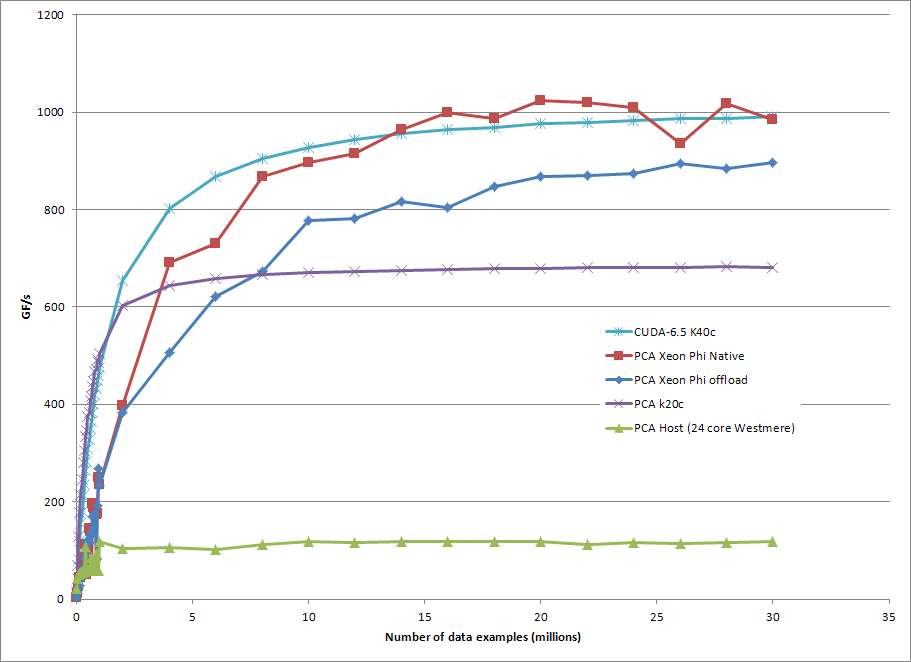 1200
1000
800
600
400
200
0
GF/s
0 5 10 15 20 25 30 35
Number of data examples (millions)
CUDA-6.5 K40c
PCA Xeon Phi Native
PCA Xeon Phi offload
PCA k20c
PCA Host (24 core Westmere)